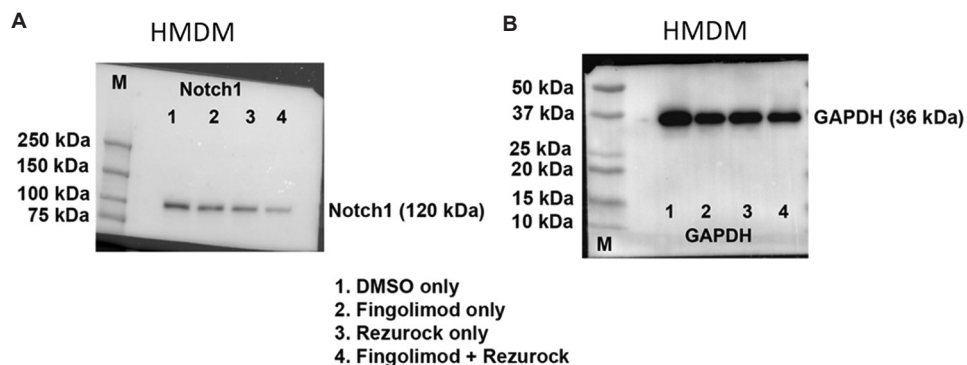 A
HMDM
M
Notch1
1 2 3 4
250 kDa
150 kDa
100 kDa
75 kDa
Notch1 (120 kDa)
B
HMDM
50 kDa
37 kDa
25 kDa
20 kDa
15 kDa
10 kDa
GAPDH (36 kDa)
1 2 3 4
GAPDH
M
1. DMSO only
2. Fingolimod only
3. Rezurock only
4. Fingolimod + Rezurock